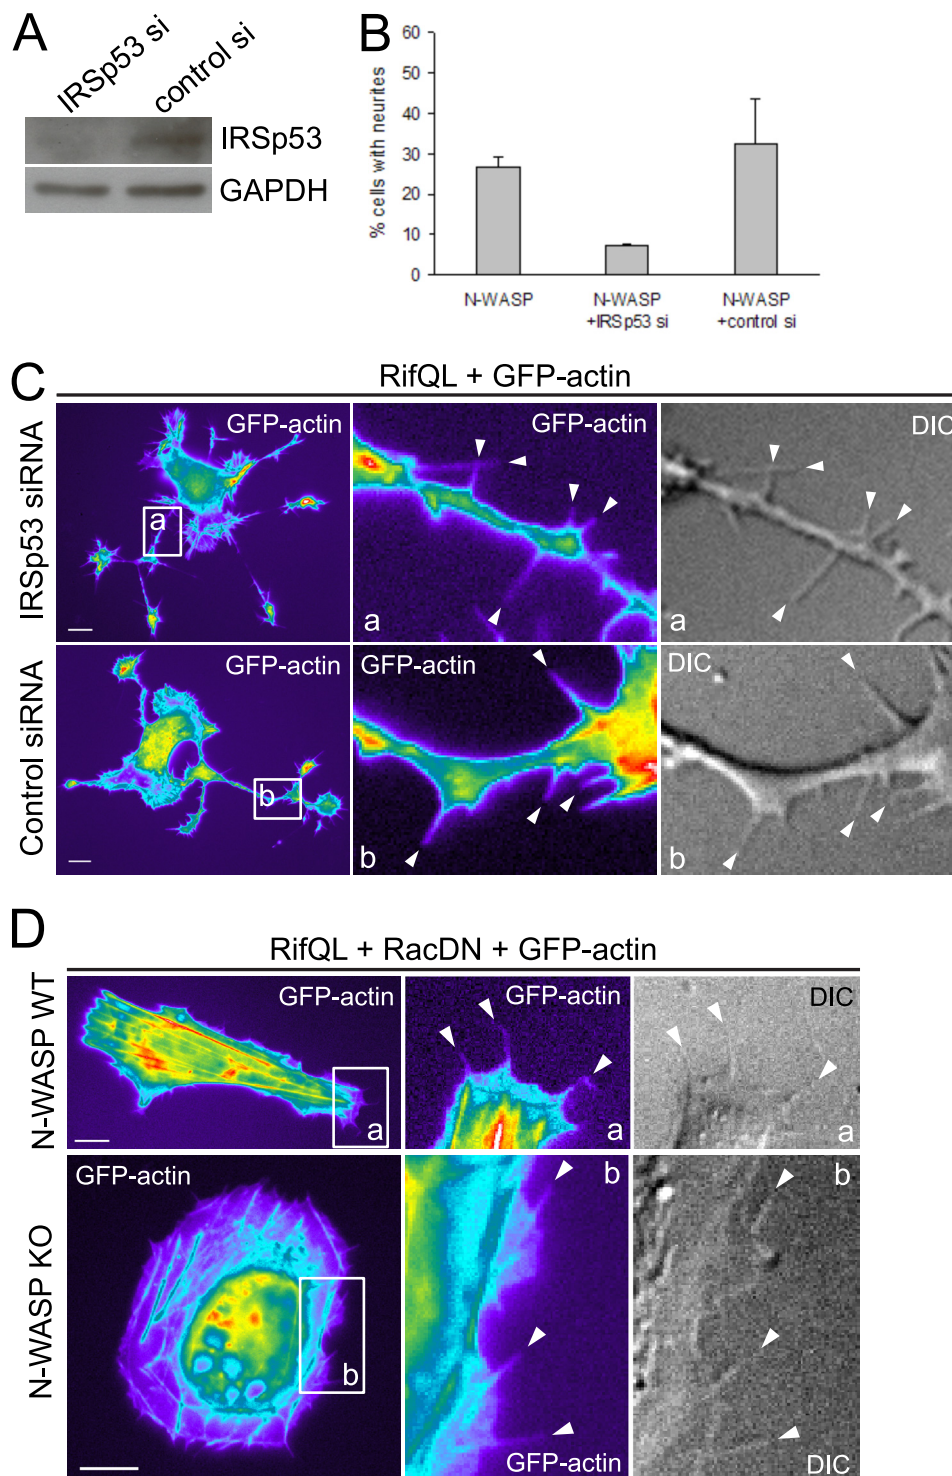 A
IRSp53 si
control si
IRSp53
GAPDH
B
60
50
40
30
20
10
0
% cells with neurites
N-WASP
N-WASP
+IRSp53 si
N-WASP
+control si
C
RifQL + GFP-actin
IRSp53 siRNA
GFP-actin
a
GFP-actin
a
DIC
a
Control siRNA
GFP-actin
b
GFP-actin
b
DIC
b
D
RifQL + RacDN + GFP-actin
N-WASP WT
GFP-actin
a
GFP-actin
a
DIC
a
N-WASP KO
GFP-actin
b
b
GFP-actin
b
DIC